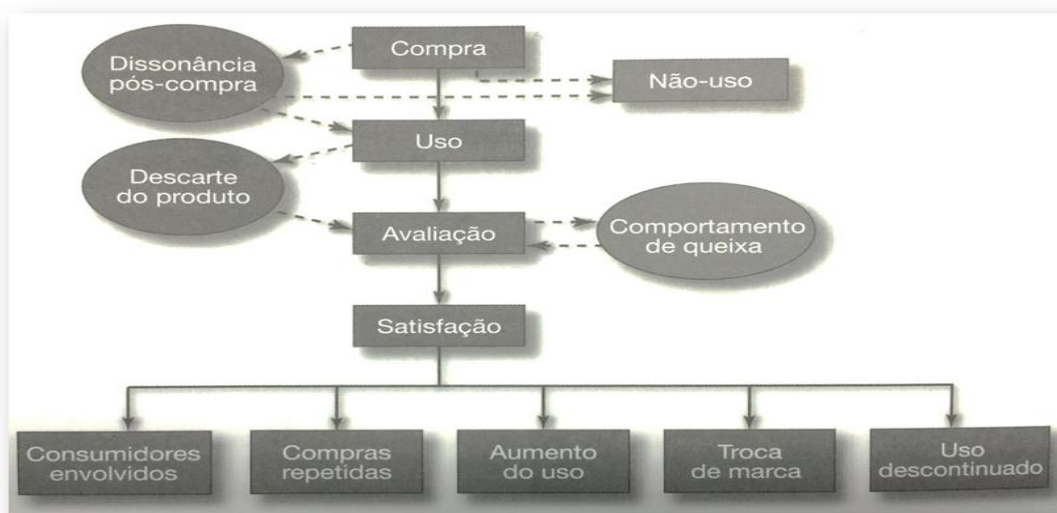 Compra
Dissonância
pós-compra
Não-uso
Uso
Descarte
do produto
Avaliação
Comportamento
de queixa
Satisfação
Consumidores
envolvidos
Compras
repetidas
Aumento
do uso
Troca
de marca
Uso
descontinuado